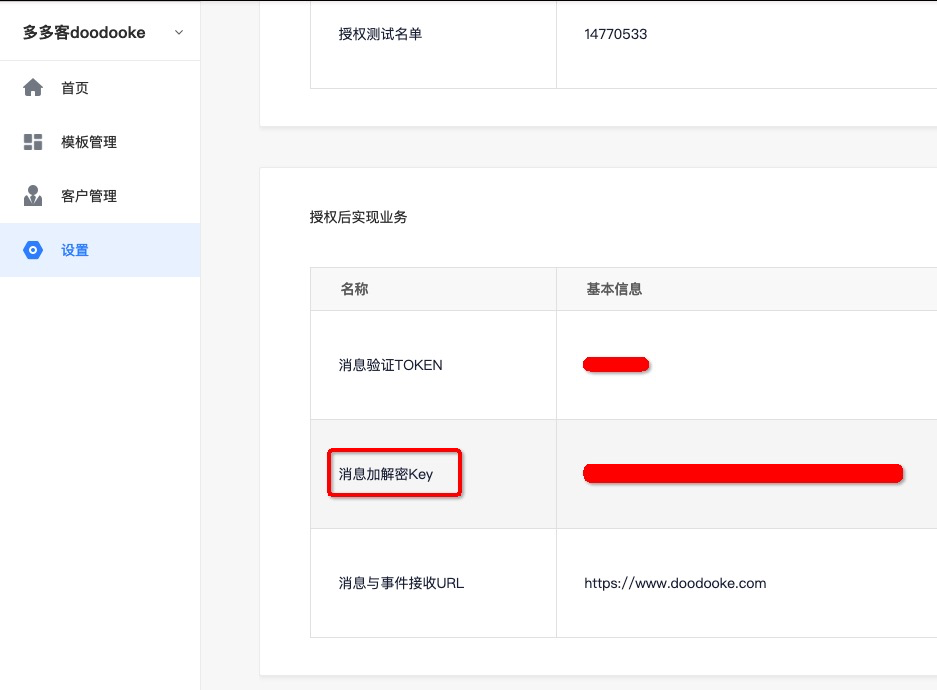 多多客doodooke
首页
模板管理
客户管理
设置
授权测试名单 14770533
授权后实现业务
名称 基本信息
消息验证TOKEN
消息加解密Key
消息与事件接收URL https://www.doodooke.com